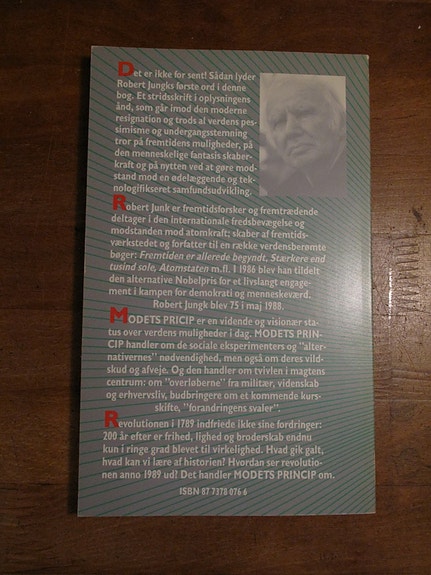 Det er ikke for sent! Sådan lyder
Robert Jungks første ord i denne
bog. Et stridsskrift i oplysningens
ånd, som går imod den moderne
resignation og trods al verdens pes-
simisme og undergangsstemning
tror på fremtidens muligheder, på
den menneskelige fantasis skaber-
kraft og på nytten ved at gøre mod-
stand mod en ødelæggende og tek-
nologifikseret samfundsudvikling.
Robert Junk er fremtidsforsker og fremtrædende
deltager i den internationale fredsbevægelse og
modstanden mod atomkraft; skaber af fremtids-
værkstedet og forfatter til en række verdensberømte
bøger: Fremtiden er allerede begyndt, Stærkere end
tusind sole, Atomstaten m.fl. I 1986 blev han tildelt
den alternative Nobelpris for et livslangt engage-
ment i kampen for demokrati og menneskeværd.
Robert Jungk blev 75 i maj 1988.
MODETS PRICIP er en vidende og visionær sta-
tus over verdens muligheder i dag. MODETS PRIN-
CIP handler om de sociale eksperimenters og "alter-
nativernes" nødvendighed, men også om deres vild-
skud og afveje. Og den handler om tvivlen i magtens
centrum: om "overløberne" fra militær, videnskab
og erhvervsliv, budbringere om et kommende kurs-
skifte, "forandringens svaler".
Revolutionen i 1789 indfriede ikke sine fordringer:
200 år efter er frihed, lighed og broderskab endnu
kun i ringe grad blevet til virkelighed. Hvad gik galt,
hvad kan vi lære af historien? Hvordan ser revolutio-
nen anno 1989 ud? Det handler MODETS PRINCIP om.
ISBN 87 7378 076 6